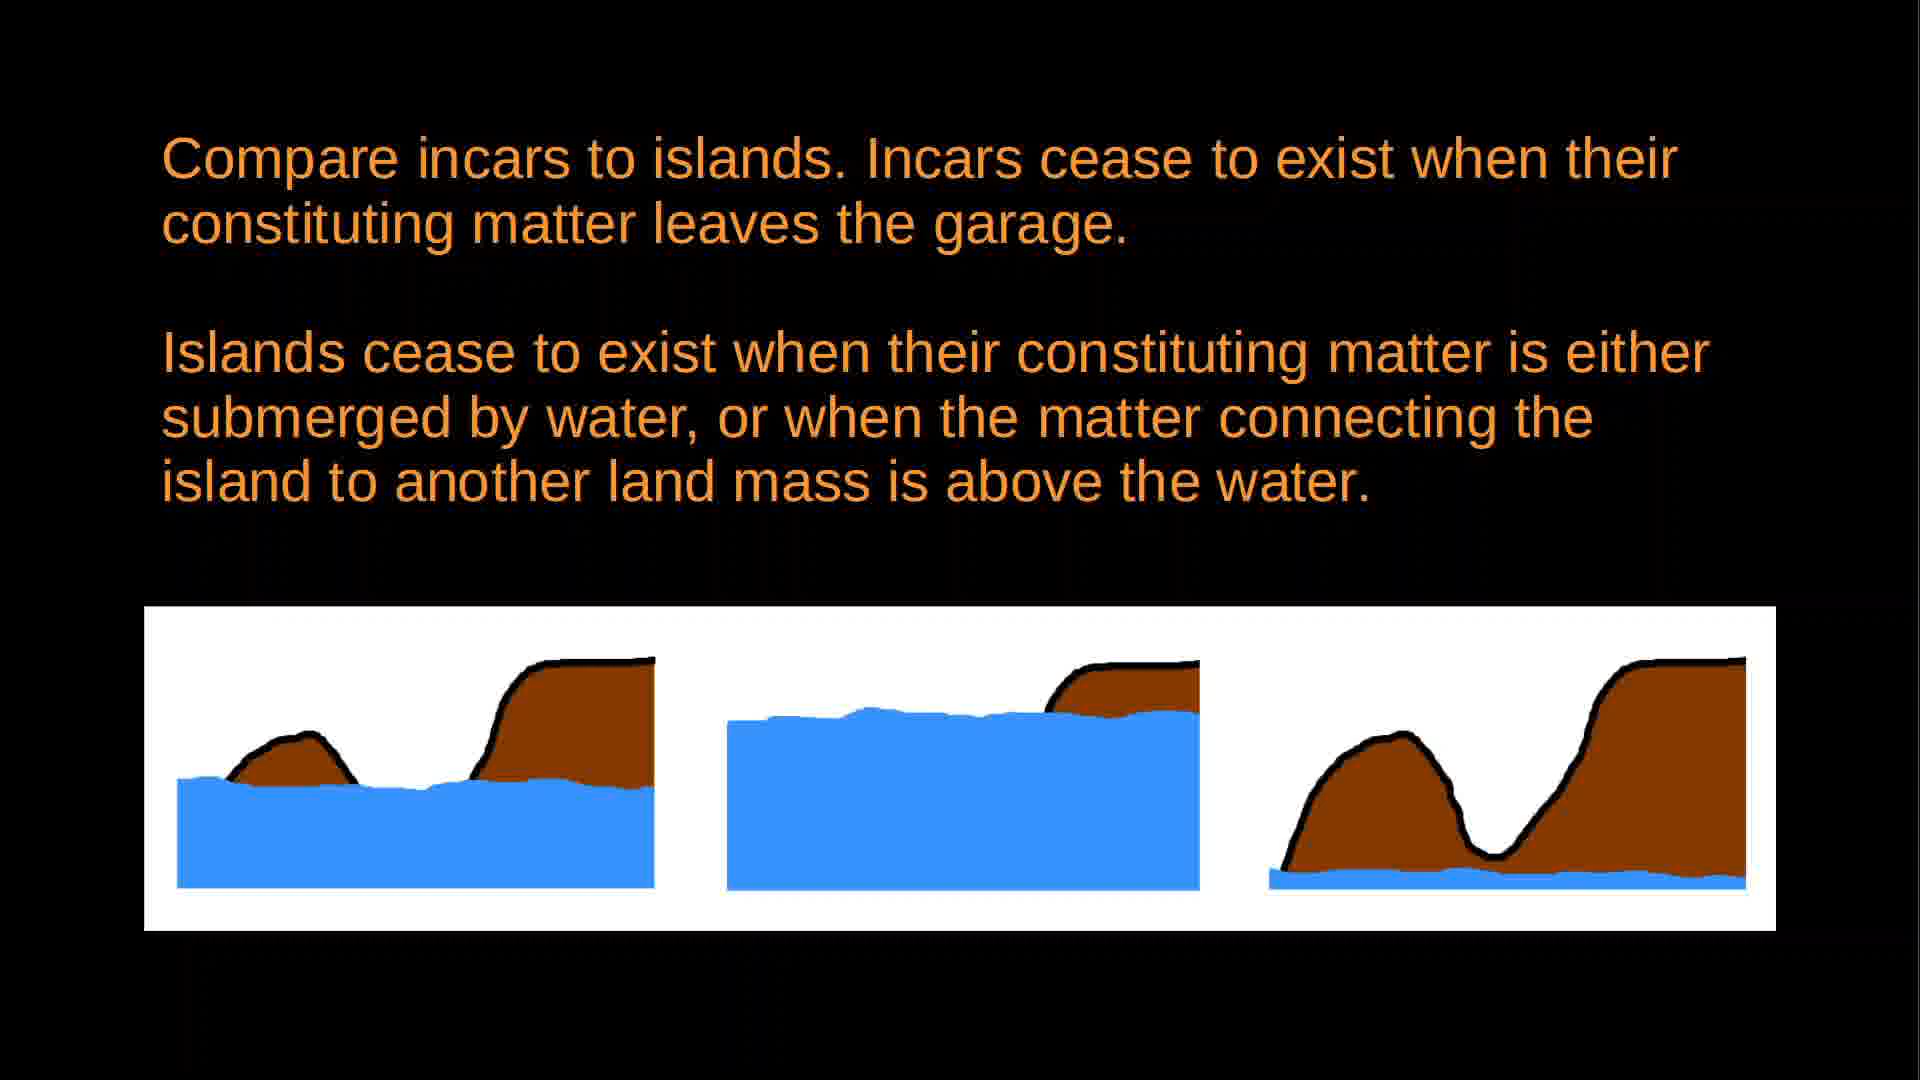 Compare incars to islands. Incars cease to exist when their
constituting matter leaves the garage.
Islands cease to exist when their constituting matter is either
submerged by water, or when the matter connecting the
island to another land mass is above the water.